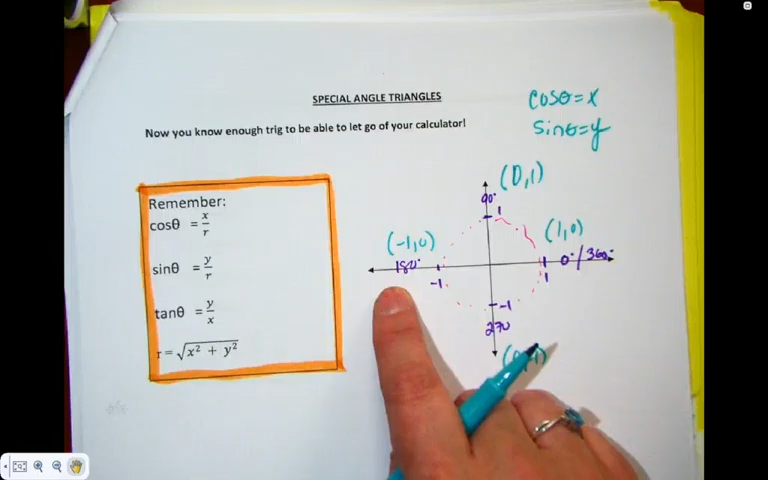 SPECIAL ANGLE TRIANGLES
cosθ = x
sinθ = y
Now you know enough trig to be able to let go of your calculator!
Remember:
cosθ = x/r
sinθ = y/r
tanθ = y/x
r = √x² + y²
(0,1)
90°
1
(1,0)
(-1,0)
180°
0°/360°
-1
1
-1
270